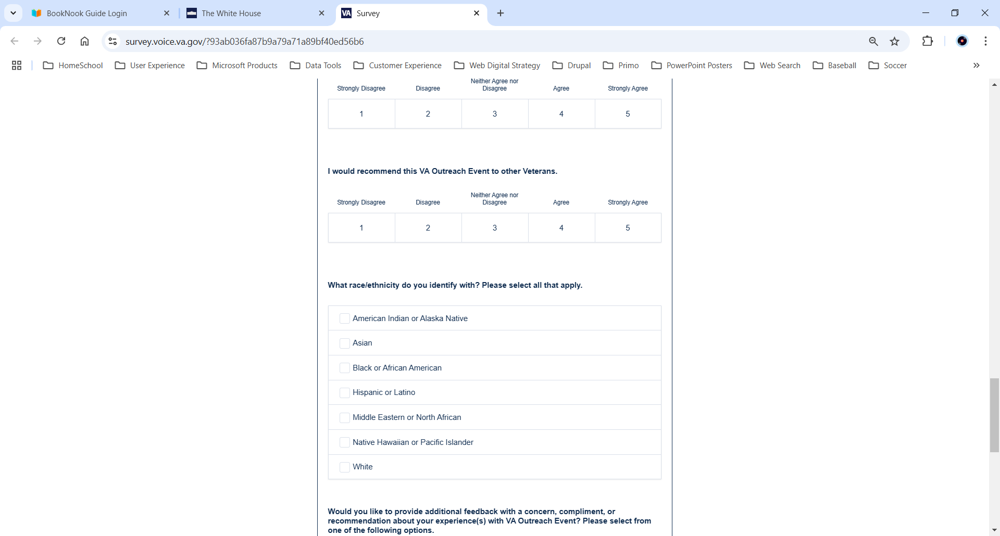 BookNook Guide Login
The White House
VA Survey
survey.voice.va.gov/?93ab036fa87b9a79a71a89bf40ed56b6
HomeSchool User Experience Microsoft Products Data Tools Customer Experience Web Digital Strategy Drupal Primo PowerPoint Posters Web Search Baseball Soccer
Strongly Disagree Disagree Neither Agree nor Disagree Agree Strongly Agree
1 2 3 4 5
I would recommend this VA Outreach Event to other Veterans.
Strongly Disagree Disagree Neither Agree nor Disagree Agree Strongly Agree
1 2 3 4 5
What race/ethnicity do you identify with? Please select all that apply.
American Indian or Alaska Native
Asian
Black or African American
Hispanic or Latino
Middle Eastern or North African
Native Hawaiian or Pacific Islander
White
Would you like to provide additional feedback with a concern, compliment, or
recommendation about your experience(s) with VA Outreach Event? Please select from
one of the following options.